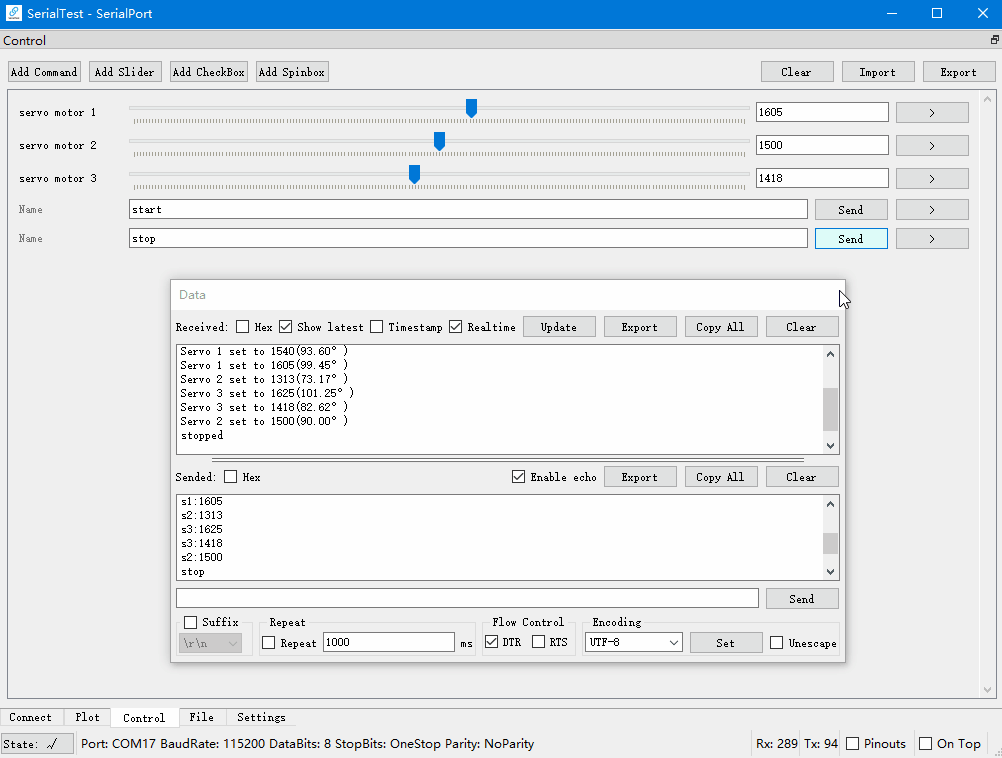 SerialTest - SerialPort
Control
Add Command Add Slider Add CheckBox Add Spinbox Clear Import Export
servo motor 1 1605 >
servo motor 2 1500 >
servo motor 3 1418 >
Name start Send >
Name stop Send >
Data
Received: Hex Show latest Timestamp Realtime Update Export Copy All Clear
Servo 1 set to 1540(93.60° )
Servo 1 set to 1605(99.45° )
Servo 2 set to 1313(73.17° )
Servo 3 set to 1625(101.25° )
Servo 3 set to 1418(82.62° )
Servo 2 set to 1500(90.00° )
stopped
Sended: Hex Enable echo Export Copy All Clear
s1:1605
s2:1313
s3:1625
s3:1418
s2:1500
stop
Send
Suffix Repeat Flow Control Encoding
\r\n Repeat 1000 ms DTR RTS UTF-8 Set Unescape
Connect Plot Control File Settings
State: √ Port: COM17 BaudRate: 115200 DataBits: 8 StopBits: OneStop Parity: NoParity Rx: 289 Tx: 94 Pinouts On Top